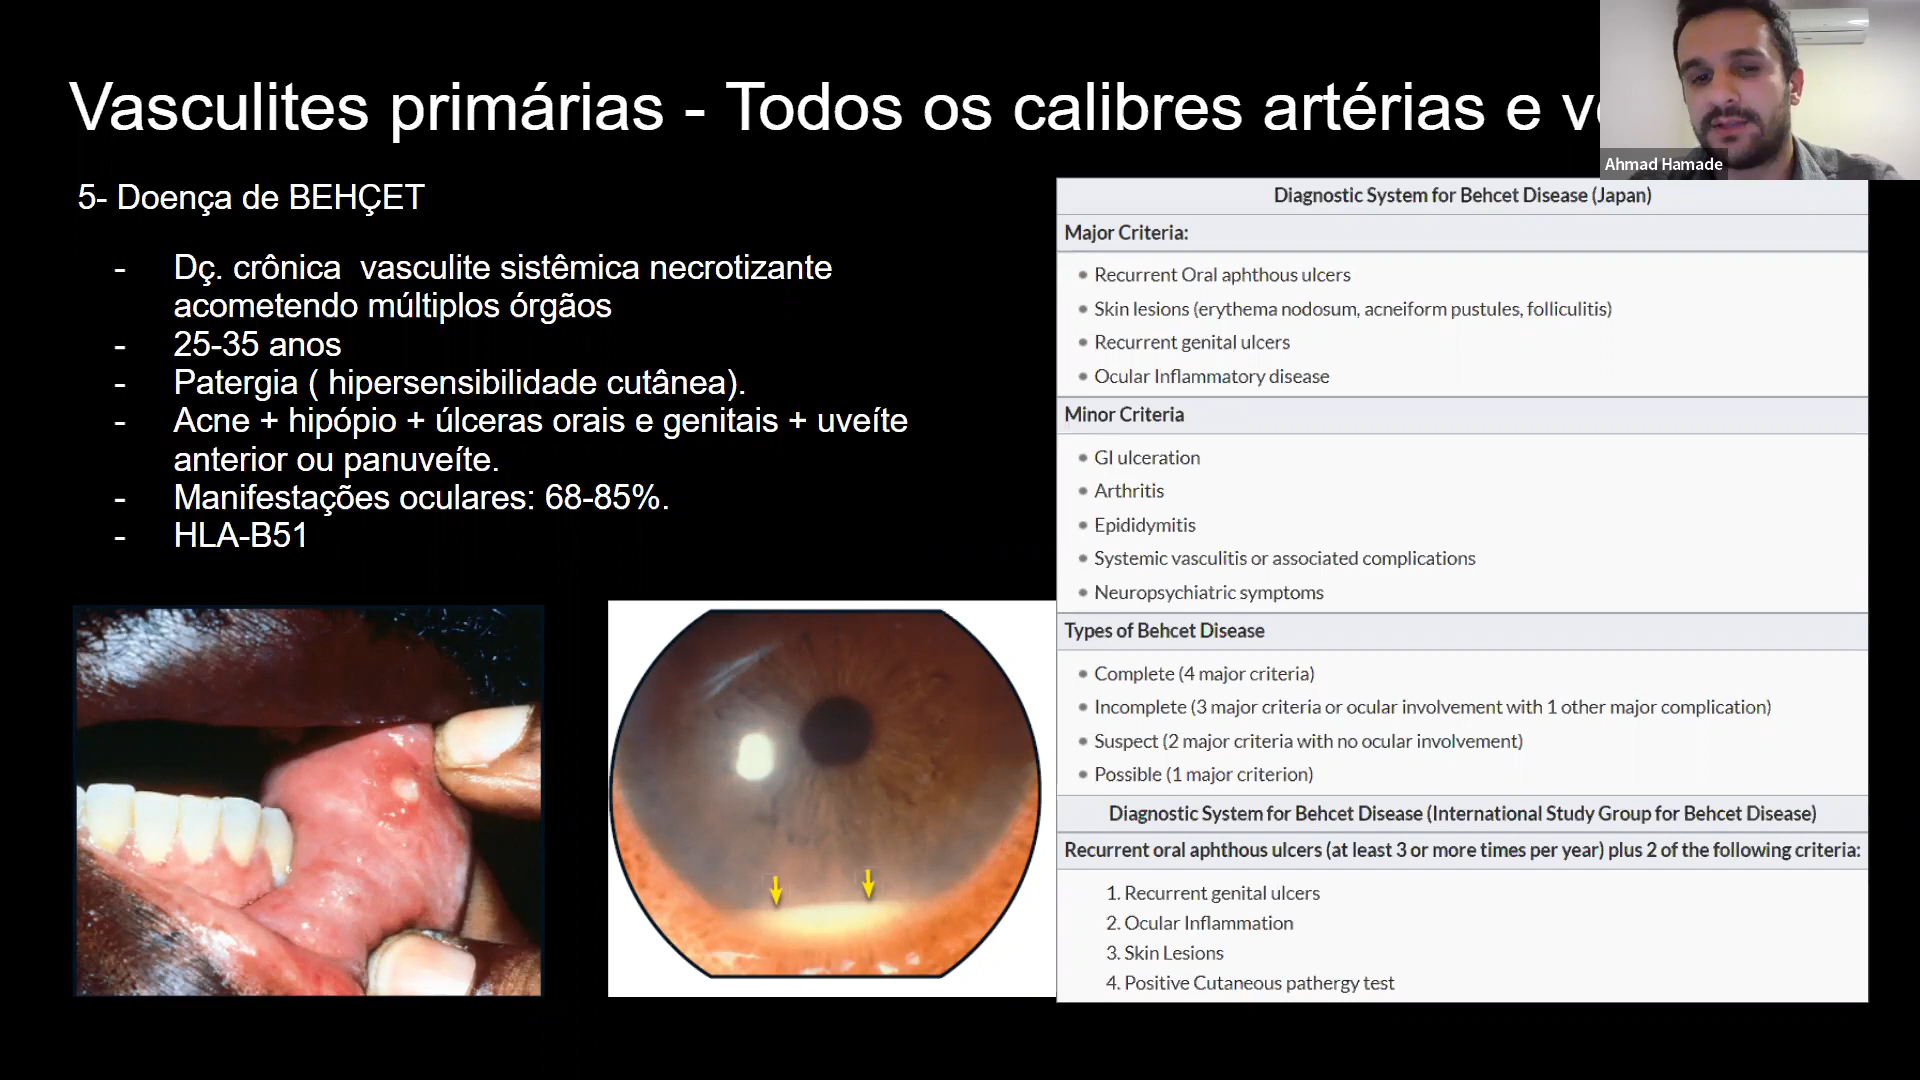 Vasculites primárias - Todos os calibres artérias e
Ahmad Hamade
5- Doença de BEHÇET
- Dç. crônica vasculite sistêmica necrotizante
acometendo múltiplos órgãos
- 25-35 anos
- Patergia ( hipersensibilidade cutânea).
- Acne + hipópio + úlceras orais e genitais + uveíte
anterior ou panuveíte.
- Manifestações oculares: 68-85%.
- HLA-B51
Diagnostic System for Behcet Disease (Japan)
Major Criteria:
• Recurrent Oral aphthous ulcers
• Skin lesions (erythema nodosum, acneiform pustules, folliculitis)
• Recurrent genital ulcers
• Ocular Inflammatory disease
Minor Criteria
• GI ulceration
• Arthritis
• Epididymitis
• Systemic vasculitis or associated complications
• Neuropsychiatric symptoms
Types of Behcet Disease
• Complete (4 major criteria)
• Incomplete (3 major criteria or ocular involvement with 1 other major complication)
• Suspect (2 major criteria with no ocular involvement)
• Possible (1 major criterion)
Diagnostic System for Behcet Disease (International Study Group for Behcet Disease)
Recurrent oral aphthous ulcers (at least 3 or more times per year) plus 2 of the following criteria:
1. Recurrent genital ulcers
2. Ocular Inflammation
3. Skin Lesions
4. Positive Cutaneous pathergy test